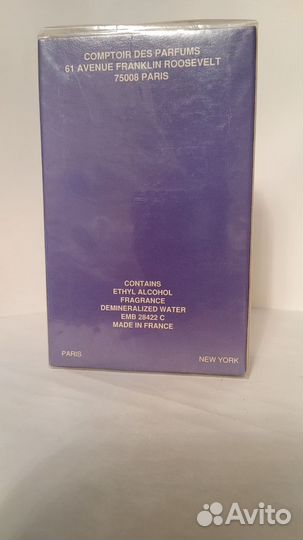 COMPTOIR DES PARFUMS
61 AVENUE FRANKLIN ROOSEVELT
75008 PARIS
CONTAINS
ETHYL ALCOHOL
FRAGRANCE
DEMINERALIZED WATER
EMB 28422 C
MADE IN FRANCE
PARIS NEW YORK
Avito